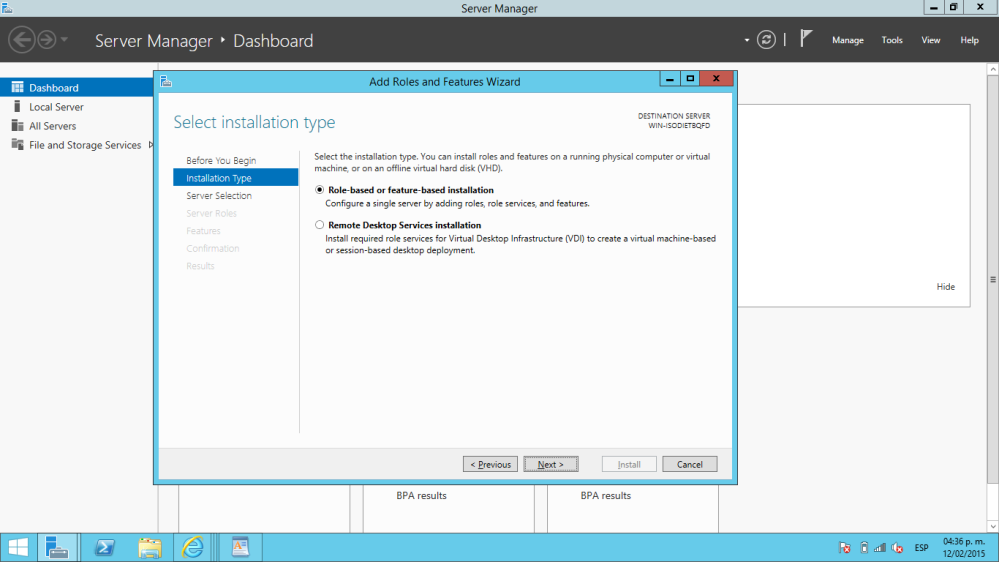 Server Manager
Server Manager • Dashboard
Manage Tools View Help
Dashboard
Local Server
All Servers
File and Storage Services
Add Roles and Features Wizard
Select installation type
DESTINATION SERVER
WIN-ISODIETBQFD
Before You Begin
Installation Type
Server Selection
Server Roles
Features
Confirmation
Results
Select the installation type. You can install roles and features on a running physical computer or virtual
machine, or on an offline virtual hard disk (VHD).
Role-based or feature-based installation
Configure a single server by adding roles, role services, and features.
Remote Desktop Services installation
Install required role services for Virtual Desktop Infrastructure (VDI) to create a virtual machine-based
or session-based desktop deployment.
Hide
< Previous Next > Install Cancel
BPA results BPA results
ESP
04:36 p. m.
12/02/2015